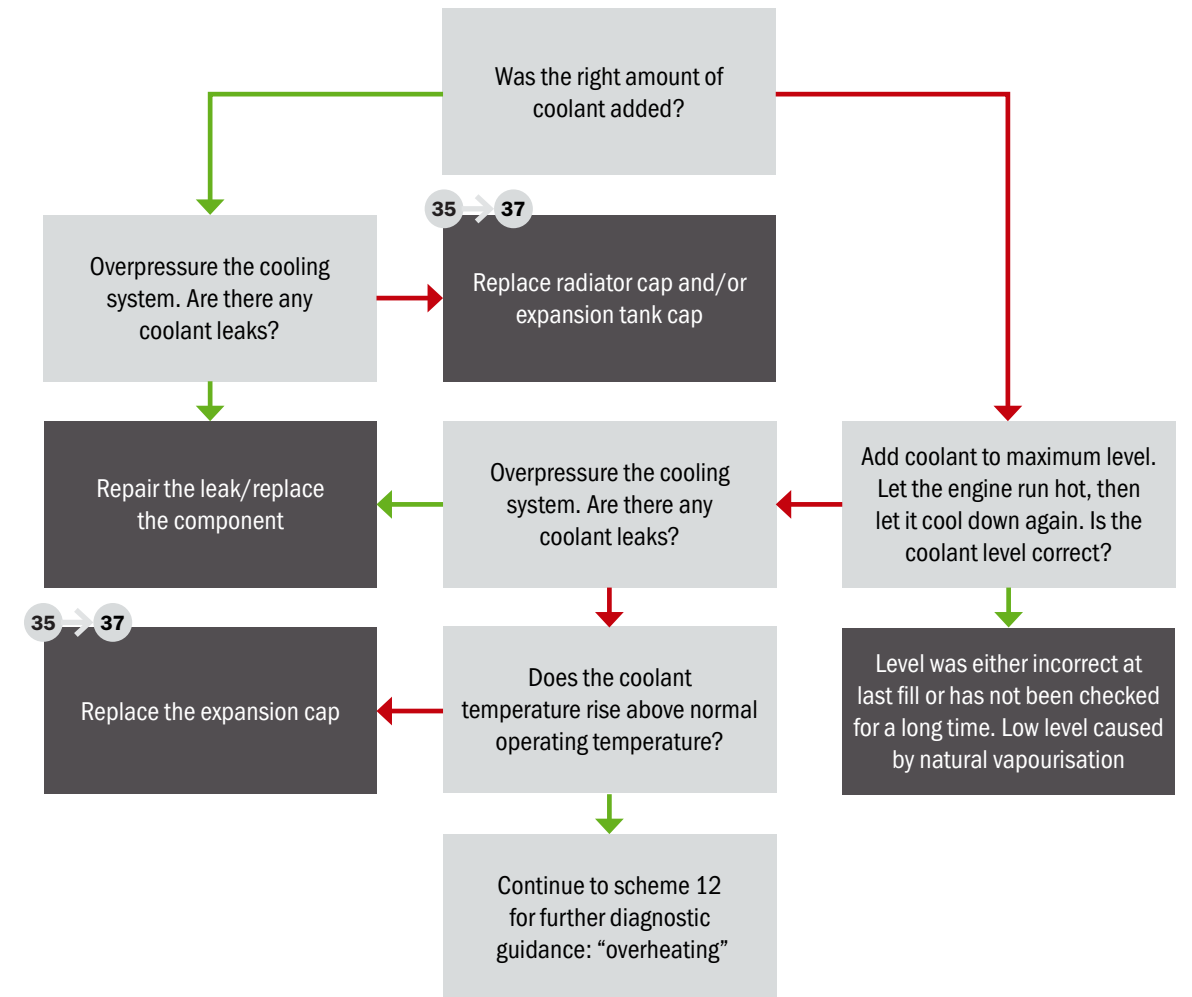 Was the right amount of
coolant added?
35 37
Overpressure the cooling
system. Are there any
coolant leaks?
Replace radiator cap and/or
expansion tank cap
Repair the leak/replace
the component
Overpressure the cooling
system. Are there any
coolant leaks?
Add coolant to maximum level.
Let the engine run hot, then
let it cool down again. Is the
coolant level correct?
35 37
Replace the expansion cap
Does the coolant
temperature rise above normal
operating temperature?
Level was either incorrect at
last fill or has not been checked
for a long time. Low level caused
by natural vapourisation
Continue to scheme 12
for further diagnostic
guidance: “overheating”